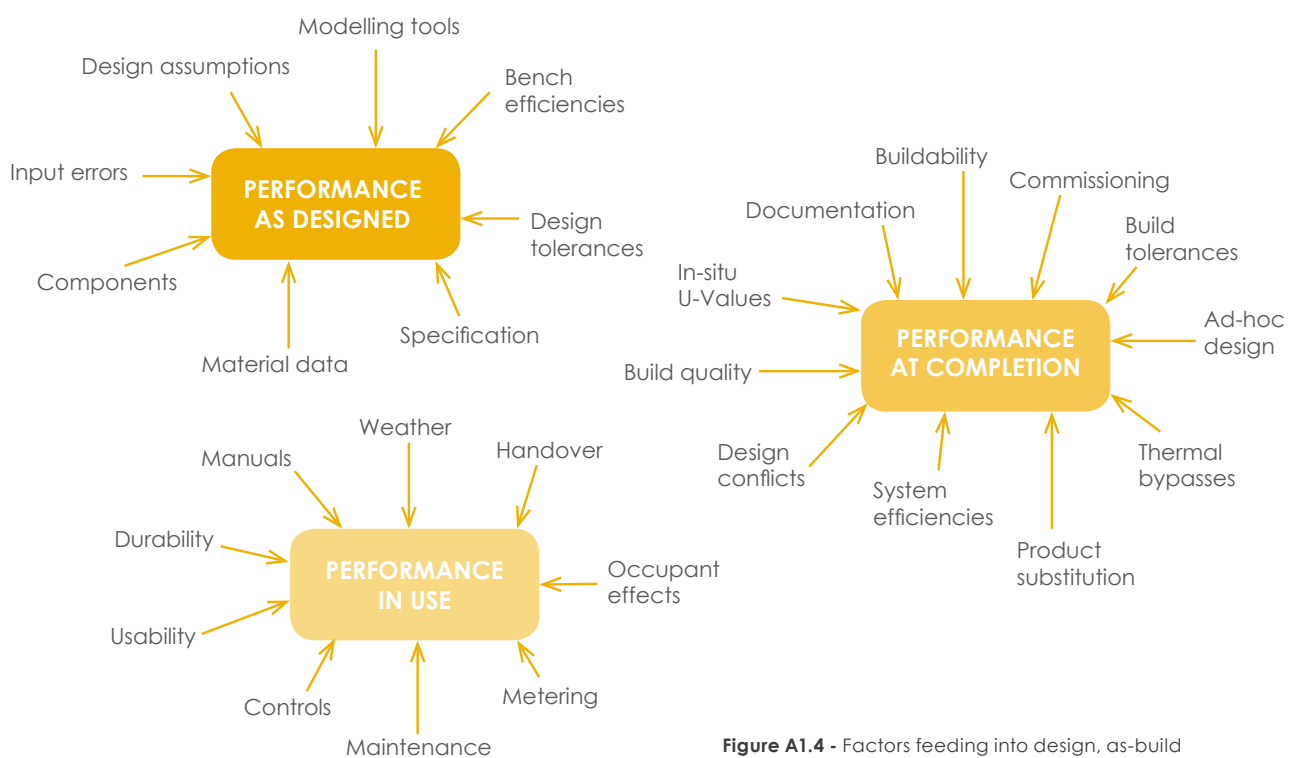 Modelling tools
Design assumptions
Bench
efficiencies
Input errors
PERFORMANCE
AS DESIGNED
Design
tolerances
Components
Specification
Material data
Buildability
Commissioning
Documentation
Build
tolerances
In-situ
U-Values
PERFORMANCE
AT COMPLETION
Ad-hoc
design
Build quality
Design
conflicts
System
efficiencies
Product
substitution
Thermal
bypasses
Weather
Manuals
Handover
Durability
PERFORMANCE
IN USE
Occupant
effects
Usability
Controls
Maintenance
Metering
Figure A1.4 - Factors feeding into design, as-build